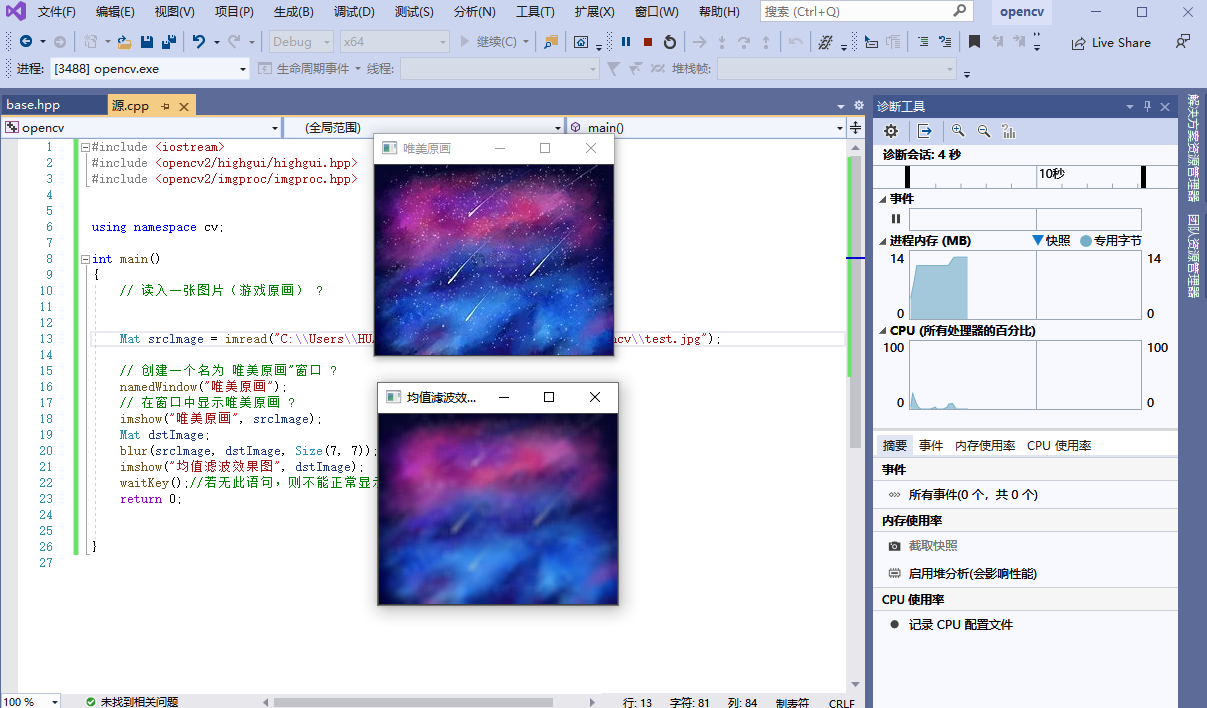 文件(F) 编辑(E) 视图(V) 项目(P) 生成(B) 调试(D) 测试(S) 分析(N) 工具(T) 扩展(X) 窗口(W) 帮助(H) 搜索 (Ctrl+Q) opencv
Debug x64 继续(C) Live Share
进程: [3488] opencv.exe 生命周期事件 线程: 堆栈帧:
base.hpp 源.cpp
opencv (全局范围) main()
1 #include <iostream>
2 #include <opencv2/highgui/highgui.hpp>
3 #include <opencv2/imgproc/imgproc.hpp>
4
5
6 using namespace cv;
7
8 int main()
9 {
10 // 读入一张图片（游戏原画） ?
11
12
13 Mat srclmage = imread("C:\\Users\\HUA
ncv\\test.jpg");
14
15 // 创建一个名为 唯美原画"窗口 ?
16 namedWindow("唯美原画");
17 // 在窗口中显示唯美原画 ?
18 imshow("唯美原画", srclmage);
19 Mat dstImage;
20 blur(srclmage, dstImage, Size(7, 7));
21 imshow("均值滤波效果图", dstImage);
22 waitKey();//若无此语句，则不能正常显示
23 return 0;
24
25
26 }
27
唯美原画
均值滤波效...
100 % 未找到相关问题 行: 13 字符: 81 列: 84 制表符 CRLF
诊断工具
诊断会话: 4 秒
10秒
事件
进程内存 (MB) 快照 专用字节
14 14
0 0
CPU (所有处理器的百分比)
100 100
0 0
摘要 事件 内存使用率 CPU 使用率
事件
所有事件(0 个，共 0 个)
内存使用率
截取快照
启用堆分析(会影响性能)
CPU 使用率
记录 CPU 配置文件
解决方案资源管理器
团队资源管理器